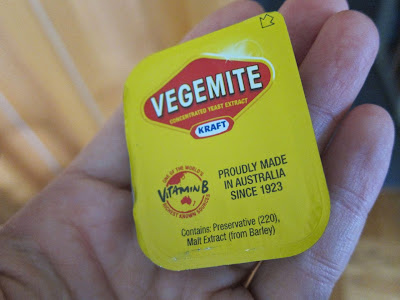 VEGEMITE
CONCENTRATED YEAST EXTRACT
KRAFT
ONE OF THE WORLD'S
VITAMIN B
RICHEST KNOWN SOURCES
PROUDLY MADE
IN AUSTRALIA
SINCE 1923
Contains: Preservative (220),
Malt Extract (from Barley)